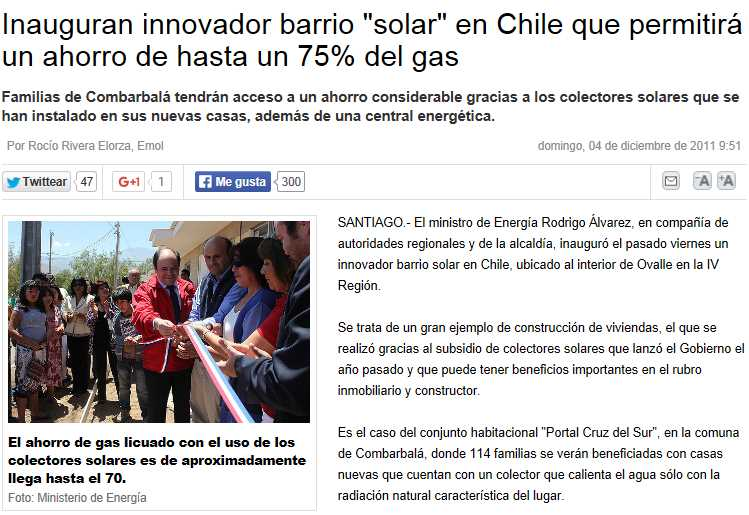 Inauguran innovador barrio "solar" en Chile que permitirá
un ahorro de hasta un 75% del gas
Familias de Combarbalá tendrán acceso a un ahorro considerable gracias a los colectores solares que se
han instalado en sus nuevas casas, además de una central energética.
Por Rocío Rivera Elorza, Emol
domingo, 04 de diciembre de 2011 9:51
Twittear 47 G+1 1 Me gusta 300 -A +A
SANTIAGO.- El ministro de Energía Rodrigo Álvarez, en compañía de
autoridades regionales y de la alcaldía, inauguró el pasado viernes un
innovador barrio solar en Chile, ubicado al interior de Ovalle en la IV
Región.
Se trata de un gran ejemplo de construcción de viviendas, el que se
realizó gracias al subsidio de colectores solares que lanzó el Gobierno el
año pasado y que puede tener beneficios importantes en el rubro
inmobiliario y constructor.
Es el caso del conjunto habitacional "Portal Cruz del Sur", en la comuna
de Combarbalá, donde 114 familias se verán beneficiadas con casas
nuevas que cuentan con un colector que calienta el agua sólo con la
radiación natural característica del lugar.
El ahorro de gas licuado con el uso de los
colectores solares es de aproximadamente
llega hasta el 70.
Foto: Ministerio de Energía